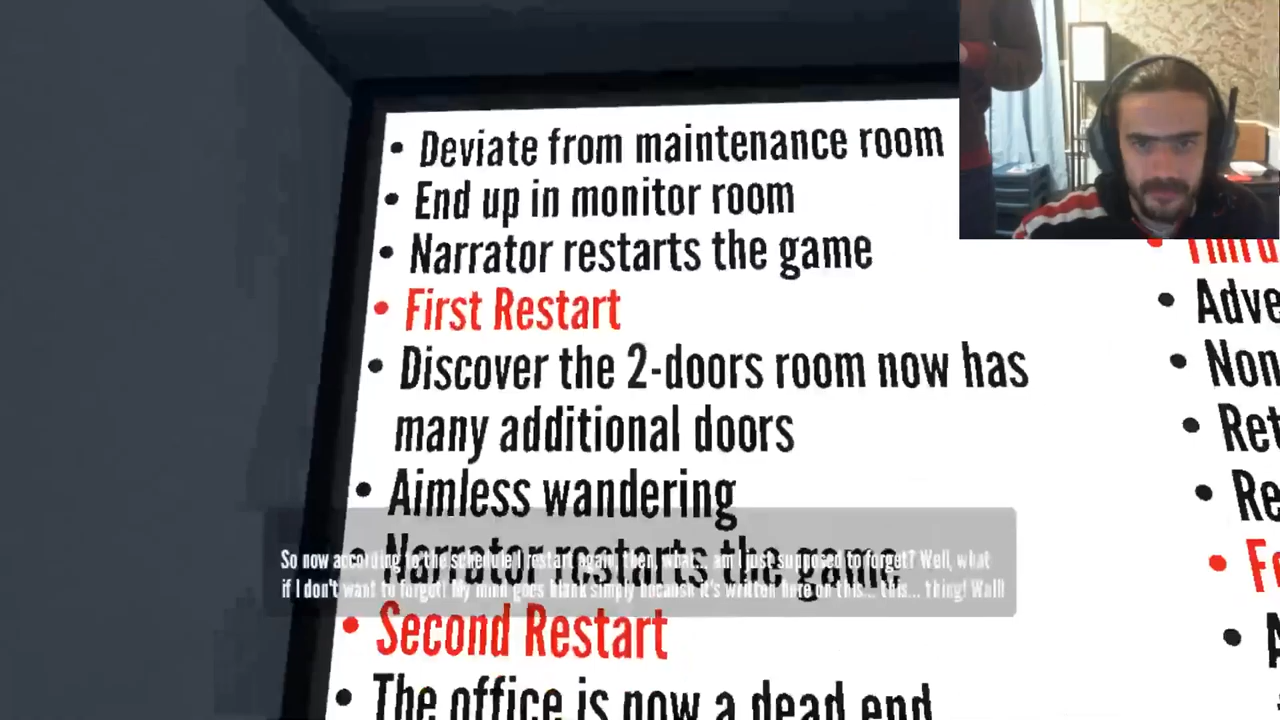 • Deviate from maintenance room
• End up in monitor room
• Narrator restarts the game
• First Restart
• Discover the 2-doors room now has
many additional doors
• Aimless wandering
• Narrator restarts the game
So now according to the schedule I restart again, then, what... am I just supposed to forget? Well, what
if I don't want to forget! My mind goes blank simply because it's written here on this... this... thing! Wall!
• Second Restart
• The office is now a dead end
• Third
• Adve
• Non
• Ret
• Re